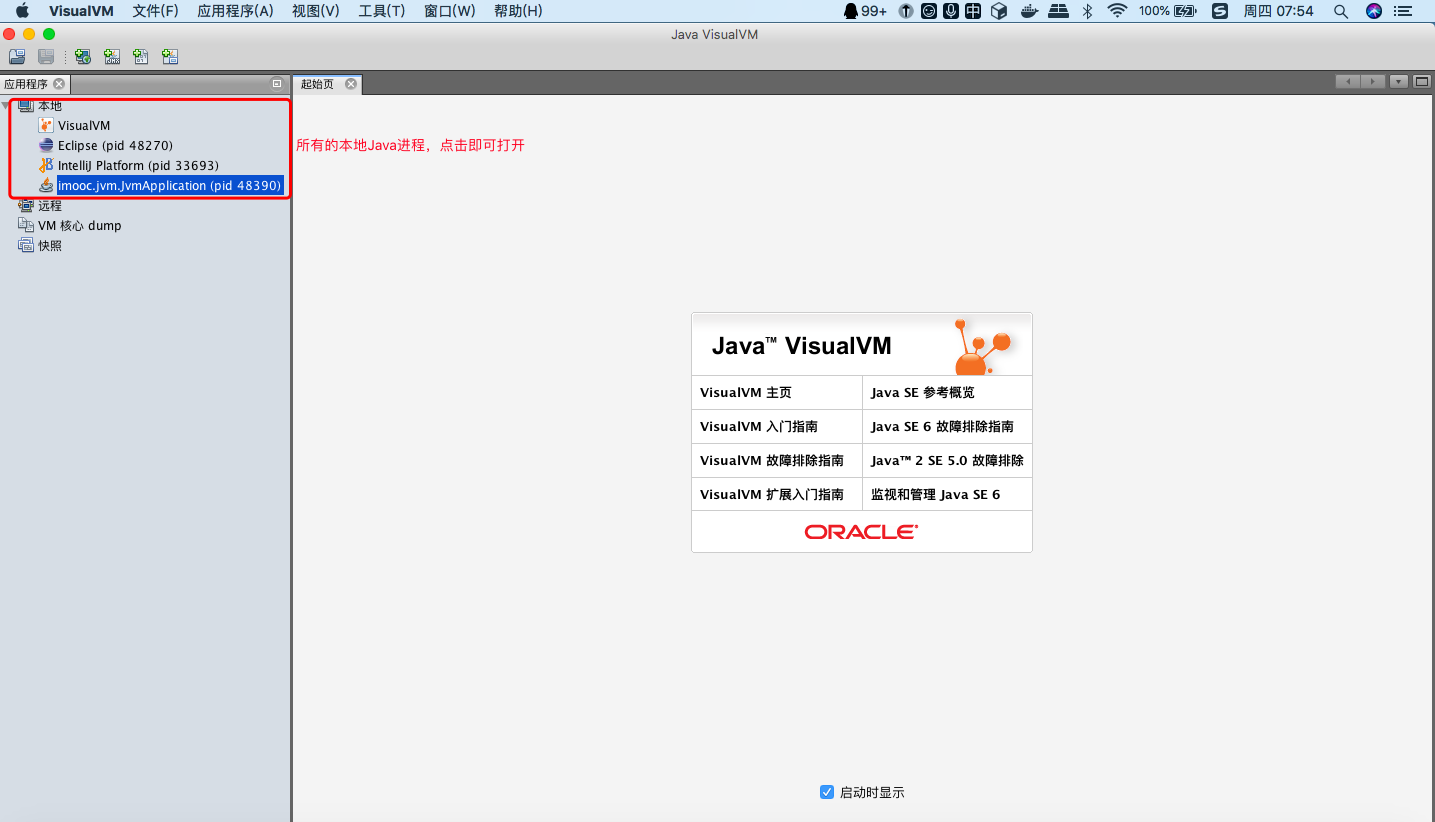 VisualVM 文件(F) 应用程序(A) 视图(V) 工具(T) 窗口(W) 帮助(H) 99+ 中 100% S 周四 07:54
Java VisualVM
应用程序 起始页
本地
VisualVM
Eclipse (pid 48270)
所有的本地Java进程，点击即可打开
IntelliJ Platform (pid 33693)
imooc.jvm.JvmApplication (pid 48390)
远程
VM 核心 dump
快照
Java™ VisualVM
VisualVM 主页 Java SE 参考概览
VisualVM 入门指南 Java SE 6 故障排除指南
VisualVM 故障排除指南 Java™ 2 SE 5.0 故障排除
VisualVM 扩展入门指南 监视和管理 Java SE 6
ORACLE
启动时显示